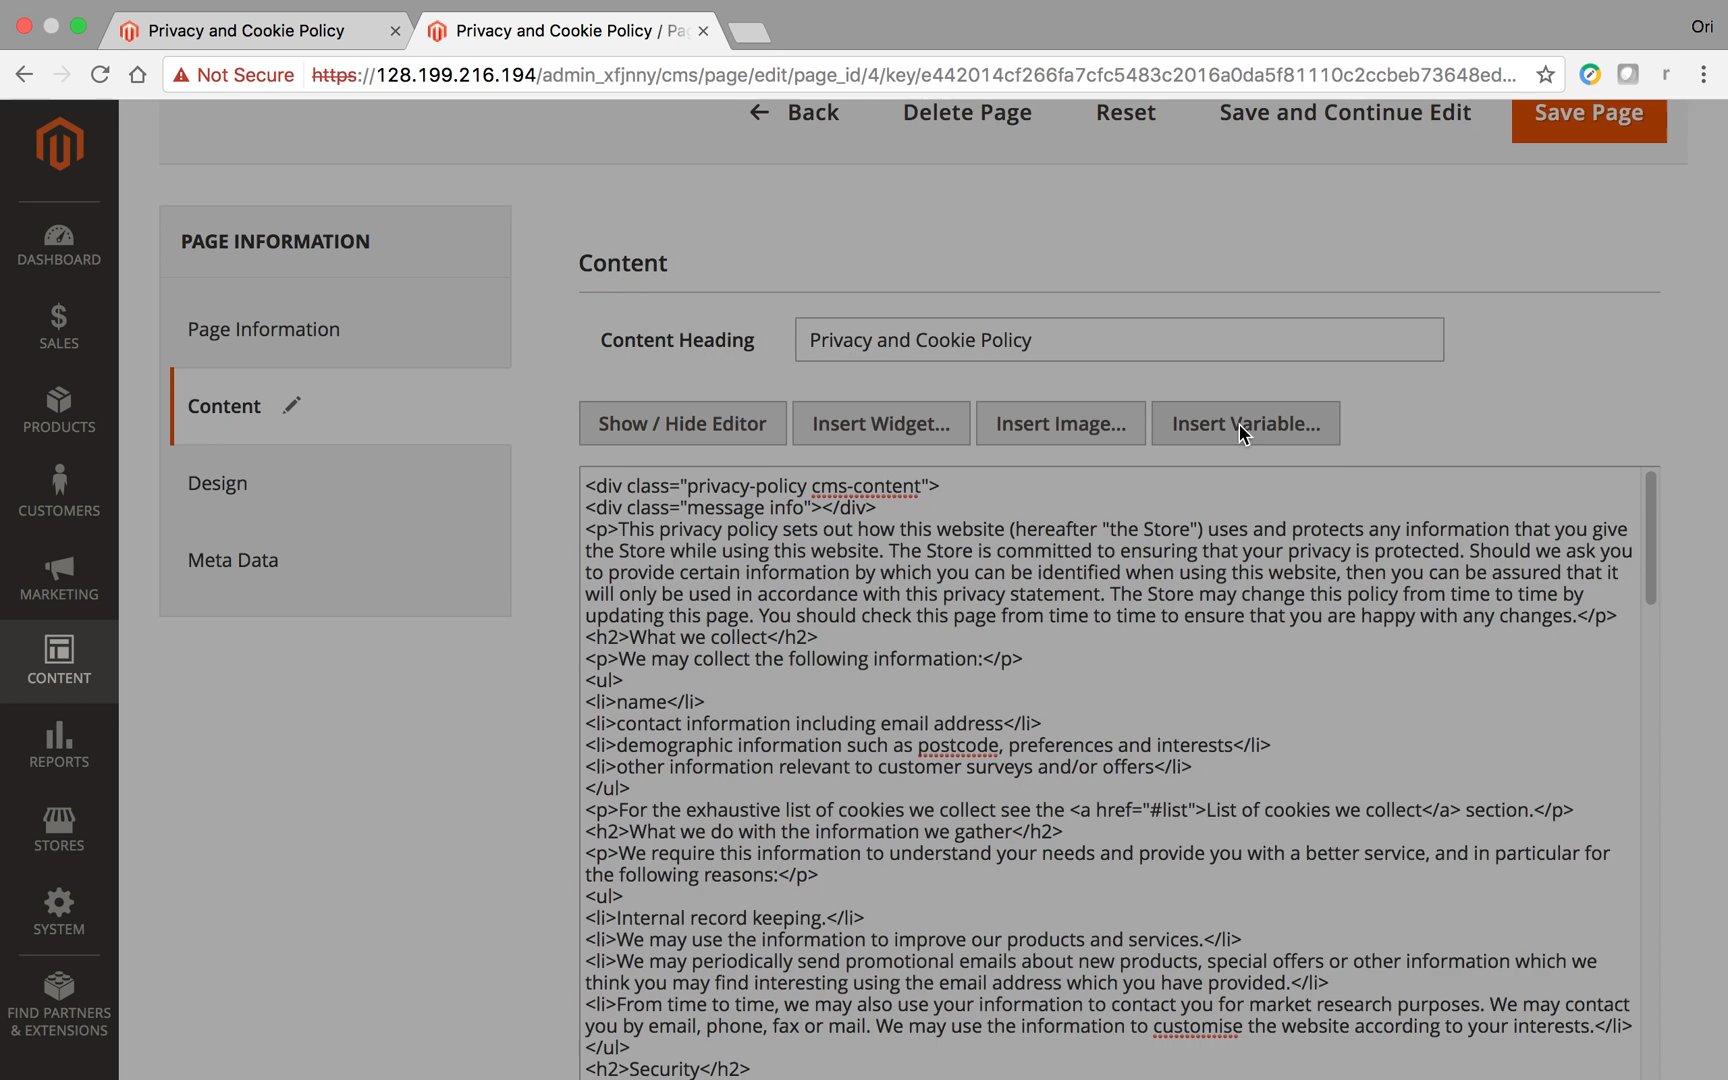 Privacy and Cookie Policy
Privacy and Cookie Policy / Pa
Ori
Not Secure https://128.199.216.194/admin_xfjnny/cms/page/edit/page_id/4/key/e442014cf266fa7cfc5483c2016a0da5f81110c2ccbeb73648ed...
r
Back
Delete Page
Reset
Save and Continue Edit
Save Page
DASHBOARD
SALES
PRODUCTS
CUSTOMERS
MARKETING
CONTENT
REPORTS
STORES
SYSTEM
FIND PARTNERS
& EXTENSIONS
PAGE INFORMATION
Page Information
Content
Design
Meta Data
Content
Content Heading
Privacy and Cookie Policy
Show / Hide Editor
Insert Widget...
Insert Image...
Insert Variable...
<div class="privacy-policy cms-content">
<div class="message info"></div>
<p>This privacy policy sets out how this website (hereafter "the Store") uses and protects any information that you give
the Store while using this website. The Store is committed to ensuring that your privacy is protected. Should we ask you
to provide certain information by which you can be identified when using this website, then you can be assured that it
will only be used in accordance with this privacy statement. The Store may change this policy from time to time by
updating this page. You should check this page from time to time to ensure that you are happy with any changes.</p>
<h2>What we collect</h2>
<p>We may collect the following information:</p>
<ul>
<li>name</li>
<li>contact information including email address</li>
<li>demographic information such as postcode, preferences and interests</li>
<li>other information relevant to customer surveys and/or offers</li>
</ul>
<p>For the exhaustive list of cookies we collect see the <a href="#list">List of cookies we collect</a> section.</p>
<h2>What we do with the information we gather</h2>
<p>We require this information to understand your needs and provide you with a better service, and in particular for
the following reasons:</p>
<ul>
<li>Internal record keeping.</li>
<li>We may use the information to improve our products and services.</li>
<li>We may periodically send promotional emails about new products, special offers or other information which we
think you may find interesting using the email address which you have provided.</li>
<li>From time to time, we may also use your information to contact you for market research purposes. We may contact
you by email, phone, fax or mail. We may use the information to customise the website according to your interests.</li>
</ul>
<h2>Security</h2>